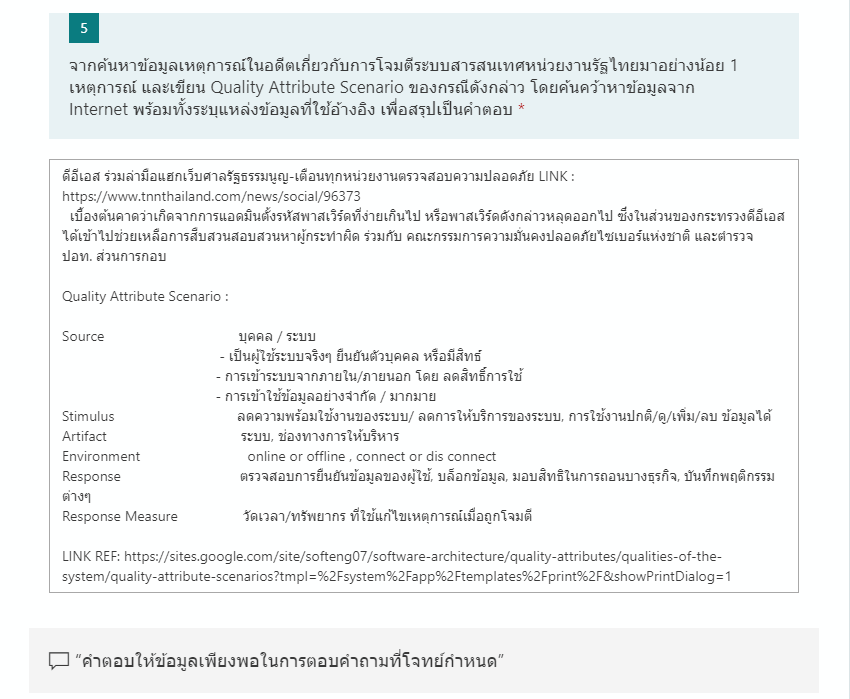 5
จากค้นหาข้อมูลเหตุการณ์ในอดีตเกี่ยวกับการโจมตีระบบสารสนเทศหน่วยงานรัฐไทยมาอย่างน้อย 1
เหตุการณ์ และเขียน Quality Attribute Scenario ของกรณีดังกล่าว โดยค้นคว้าหาข้อมูลจาก
Internet พร้อมทั้งระบุแหล่งข้อมูลที่ใช้อ้างอิง เพื่อสรุปเป็นคำตอบ *
ดีอีเอส ร่วมล่ามือแฮกเว็บศาลรัฐธรรมนูญ-เตือนทุกหน่วยงานตรวจสอบความปลอดภัย LINK :
https://www.tnnthailand.com/news/social/96373
เบื้องต้นคาดว่าเกิดจากการแอดมินตั้งรหัสพาสเวิร์ดที่ง่ายเกินไป หรือพาสเวิร์ดดังกล่าวหลุดออกไป ซึ่งในส่วนของกระทรวงดีอีเอส
ได้เข้าไปช่วยเหลือการสืบสวนสอบสวนหาผู้กระทำผิด ร่วมกับ คณะกรรมการความมั่นคงปลอดภัยไซเบอร์แห่งชาติ และตำรวจ
ปอท. ส่วนการกอบ
Quality Attribute Scenario :
Source บุคคล / ระบบ
- เป็นผู้ใช้ระบบจริงๆ ยืนยันตัวบุคคล หรือมีสิทธ์
- การเข้าระบบจากภายใน/ภายนอก โดย ลดสิทธิ์การใช้
- การเข้าใช้ข้อมูลอย่างจำกัด / มากมาย
Stimulus ลดความพร้อมใช้งานของระบบ/ ลดการให้บริการของระบบ, การใช้งานปกติ/ดู/เพิ่ม/ลบ ข้อมูลได้
Artifact ระบบ, ช่องทางการให้บริหาร
Environment online or offline , connect or dis connect
Response ตรวจสอบการยืนยันข้อมูลของผู้ใช้, บล็อกข้อมูล, มอบสิทธิในการถอนบางธุรกิจ, บันทึกพฤติกรรม
ต่างๆ
Response Measure วัดเวลา/ทรัพยากร ที่ใช้แก้ไขเหตุการณ์เมื่อถูกโจมตี
LINK REF: https://sites.google.com/site/softeng07/software-architecture/quality-attributes/qualities-of-the-
system/quality-attribute-scenarios?tmpl=%2Fsystem%2Fapp%2Ftemplates%2Fprint%2F&showPrintDialog=1
"คำตอบให้ข้อมูลเพียงพอในการตอบคำถามที่โจทย์กำหนด"